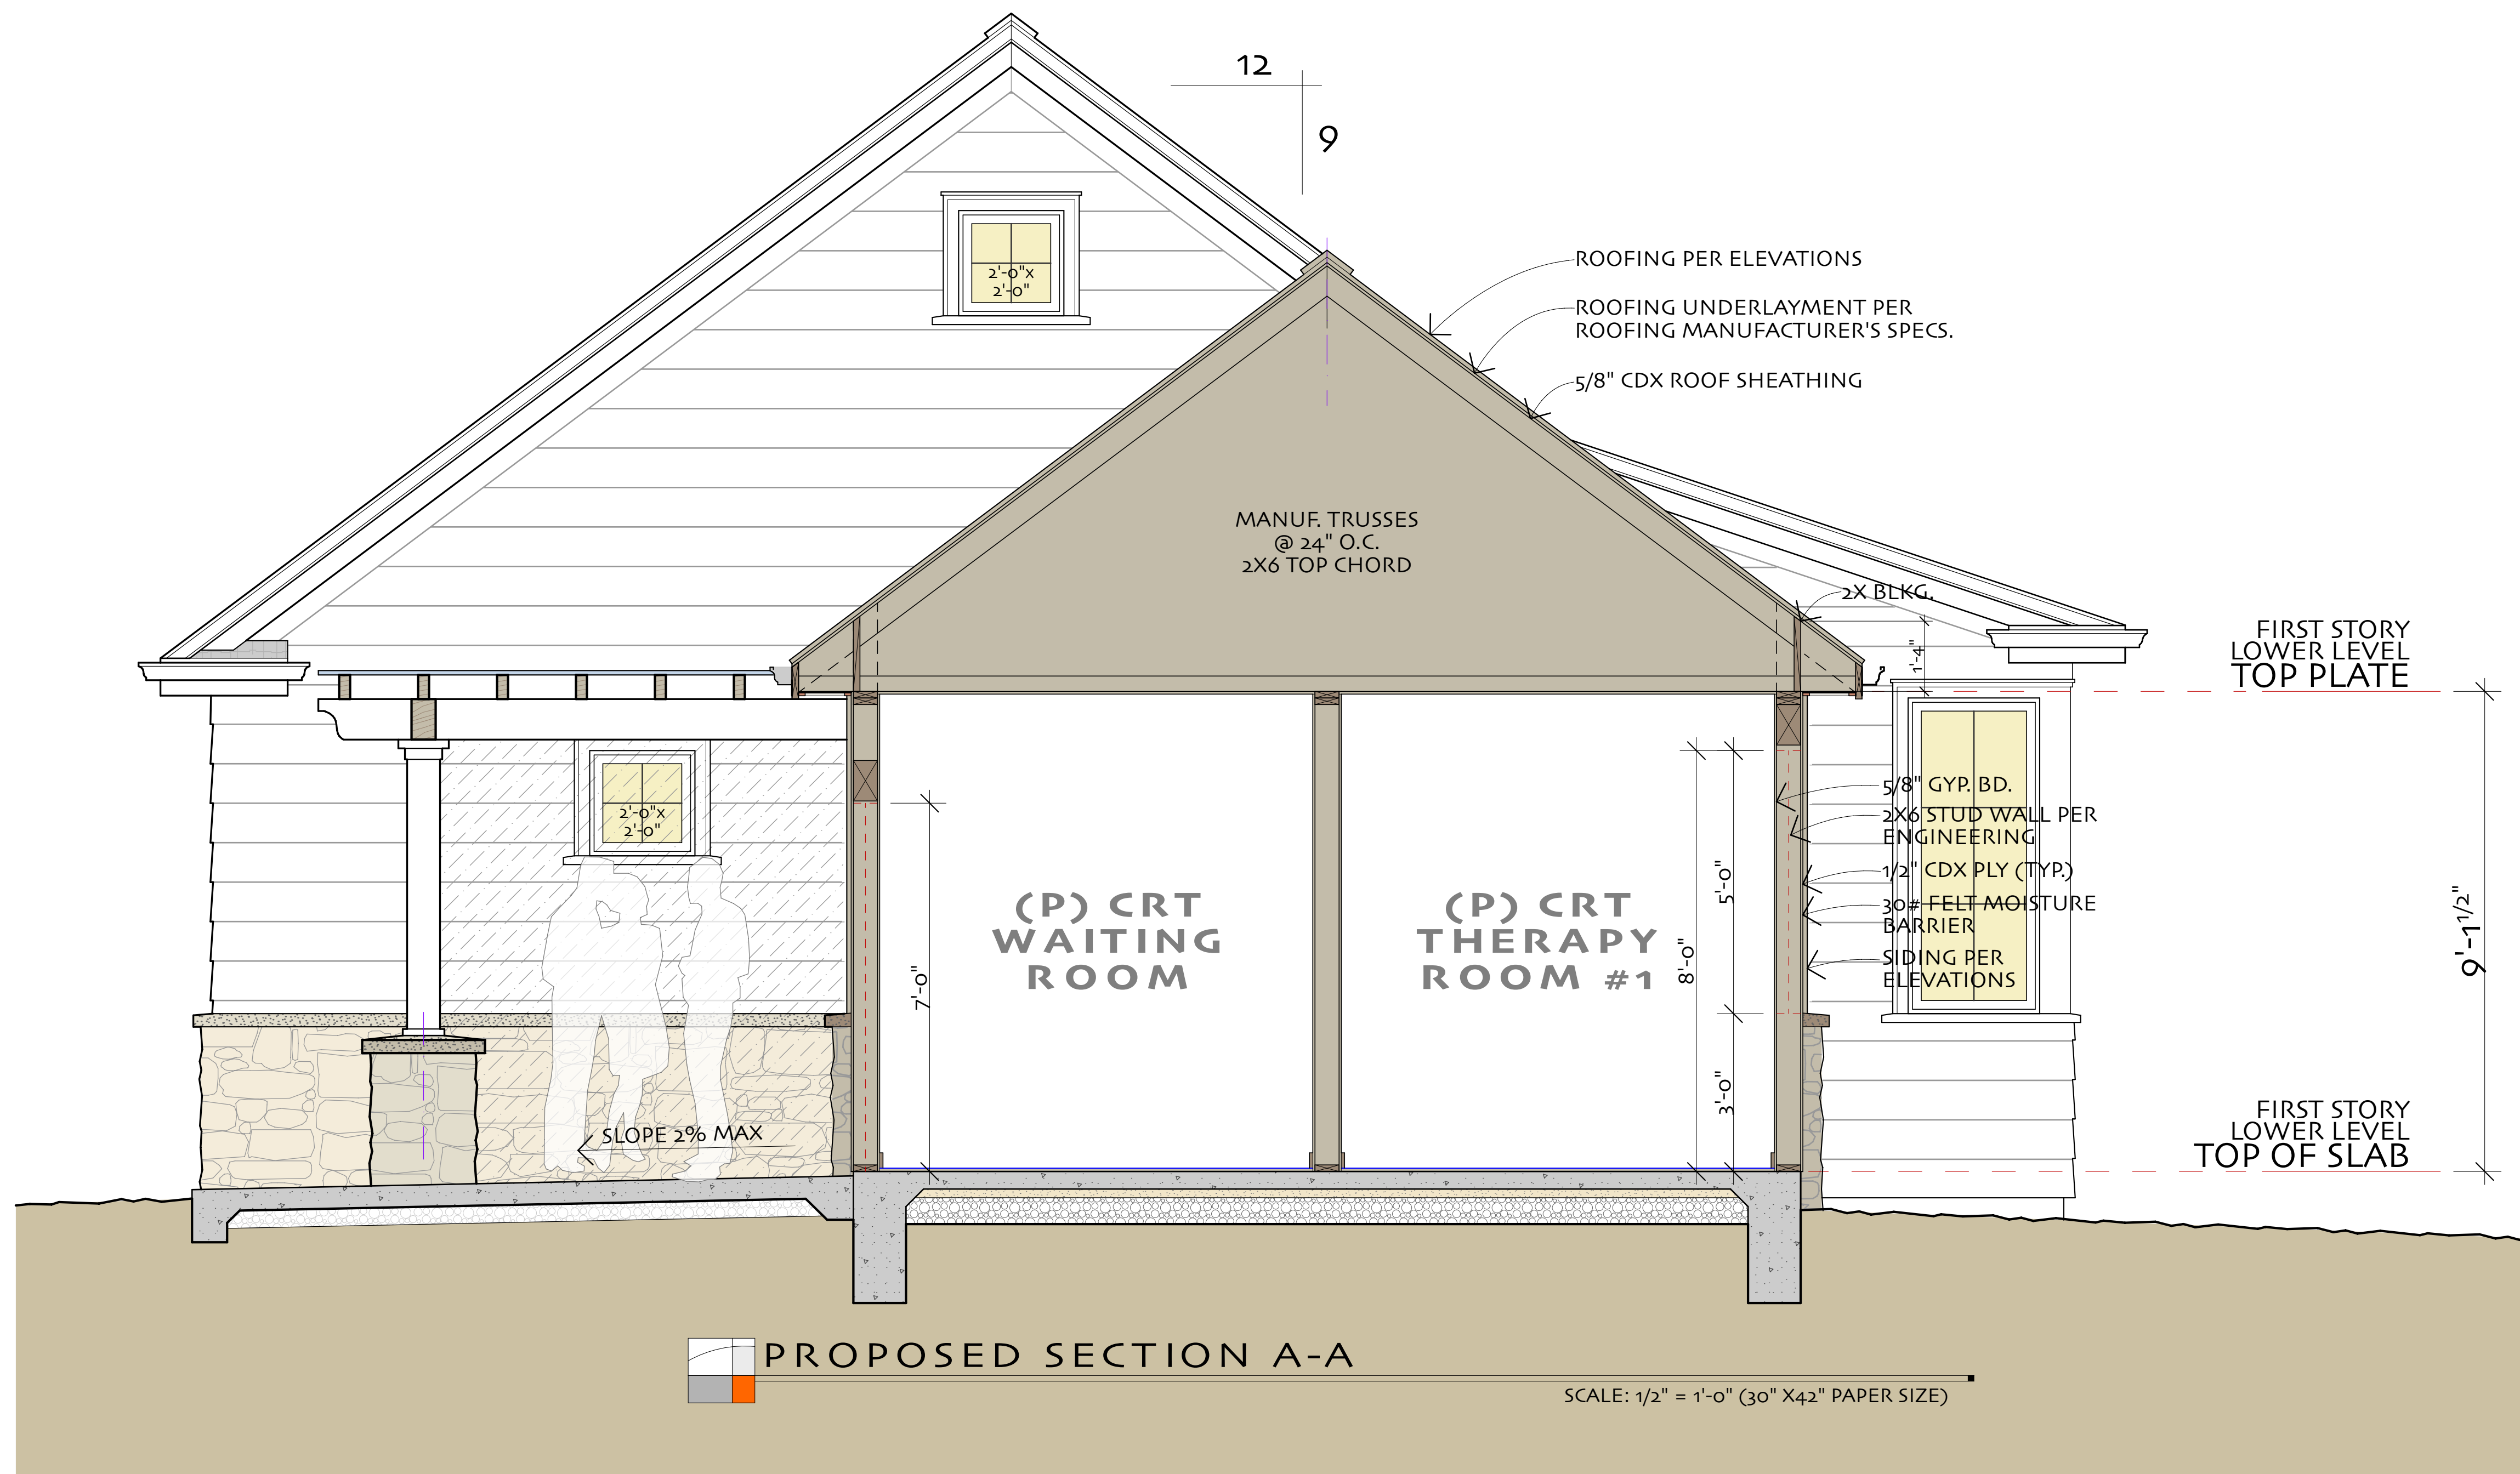 12
9
2'-0"x
2'-0"
ROOFING PER ELEVATIONS
ROOFING UNDERLAYMENT PER
ROOFING MANUFACTURER'S SPECS.
5/8" CDX ROOF SHEATHING
MANUF. TRUSSES
@ 24" O.C.
2X6 TOP CHORD
2X BLKG.
1'-4"
FIRST STORY
LOWER LEVEL
TOP PLATE
2'-0"x
2'-0"
5/8" GYP. BD.
2X6 STUD WALL PER
ENGINEERING
1/2" CDX PLY (TYP.)
30# FELT MOISTURE
BARRIER
SIDING PER
ELEVATIONS
(P) CRT
WAITING
ROOM
(P) CRT
THERAPY
ROOM #1
7'-0"
8'-0"
5'-0"
3'-0"
9'-11/2"
SLOPE 2% MAX
FIRST STORY
LOWER LEVEL
TOP OF SLAB
PROPOSED SECTION A-A
SCALE: 1/2" = 1'-0" (30" X42" PAPER SIZE)